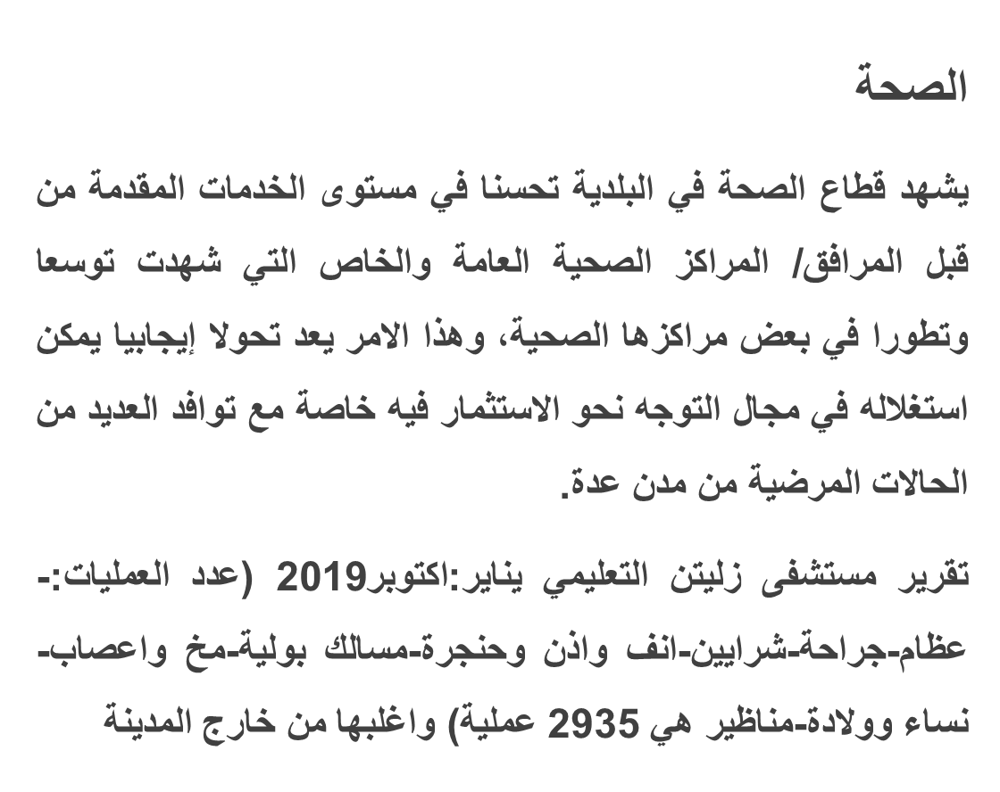 الصحة
يشهد قطاع الصحة في البلدية تحسنا في مستوى الخدمات المقدمة من
قبل المرافق/ المراكز الصحية العامة والخاص التي شهدت توسعا
وتطورا في بعض مراكزها الصحية، وهذا الامر يعد تحولا إيجابيا يمكن
استغلاله في مجال التوجه نحو الاستثمار فيه خاصة مع توافد العديد من
الحالات المرضية من مدن عدة.
تقرير مستشفى زليتن التعليمي يناير:اكتوبر2019 (عدد العمليات:-
عظام-جراحة-شرايين-انف واذن وحنجرة-مسالك بولية-مخ واعصاب-
نساء وولادة-مناظير هي 2935 عملية) واغلبها من خارج المدينة